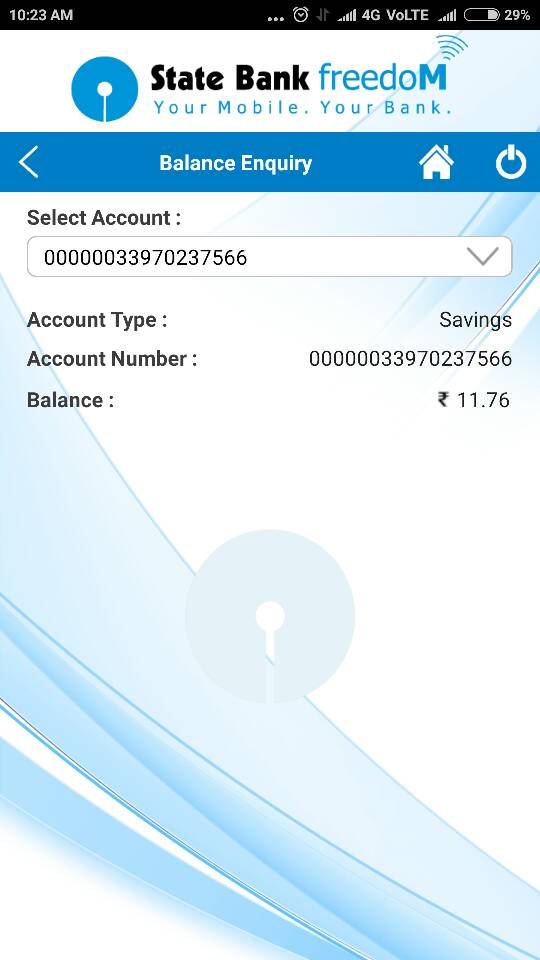 10:23 AM ... 4G VoLTE 29%
State Bank freedoM
Your Mobile. Your Bank.
Balance Enquiry
Select Account :
00000033970237566
Account Type : Savings
Account Number : 00000033970237566
Balance : ₹ 11.76